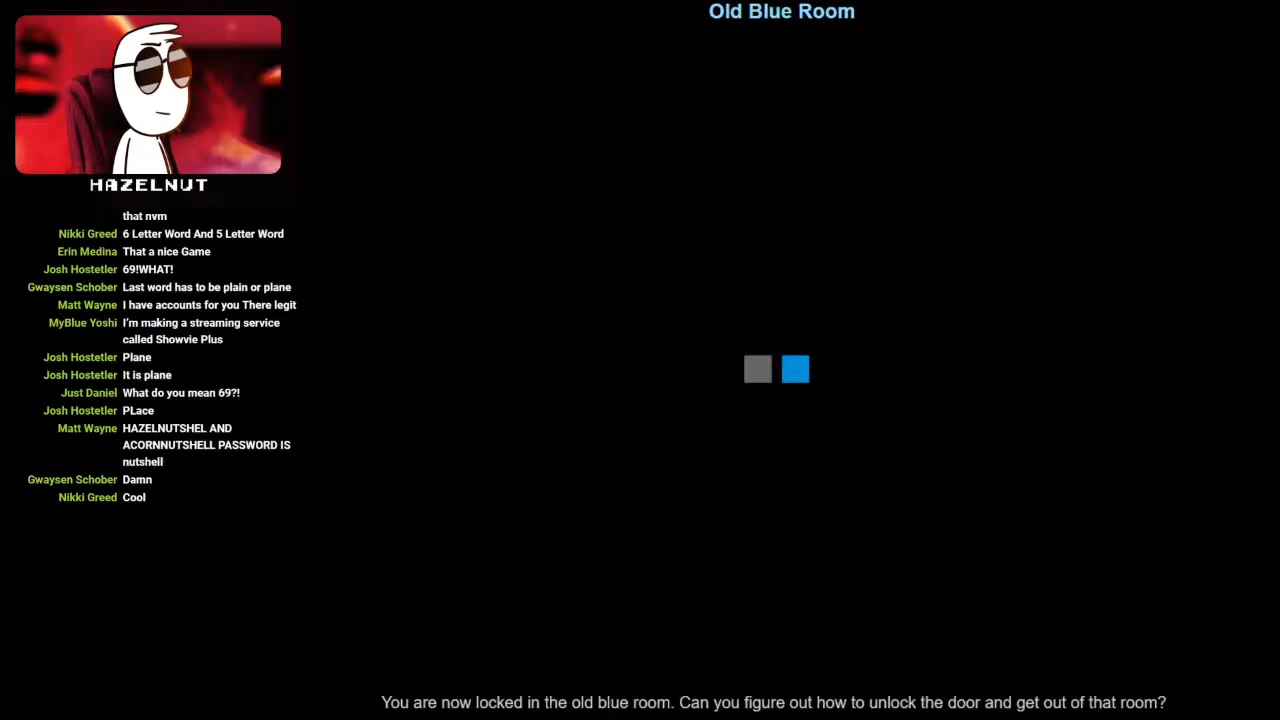 Old Blue Room
HAZELNUT
that nvm
Nikki Greed 6 Letter Word And 5 Letter Word
Erin Medina That a nice Game
Josh Hostetler 69!WHAT!
Gwaysen Schober Last word has to be plain or plane
Matt Wayne I have accounts for you There legit
MyBlue Yoshi I'm making a streaming service
called Showvie Plus
Josh Hostetler Plane
Josh Hostetler It is plane
Just Daniel What do you mean 69?!
Josh Hostetler PLace
Matt Wayne HAZELNUTSHEL AND
ACORNNUTSHELL PASSWORD IS
nutshell
Gwaysen Schober Damn
Nikki Greed Cool
You are now locked in the old blue room. Can you figure out how to unlock the door and get out of that room?